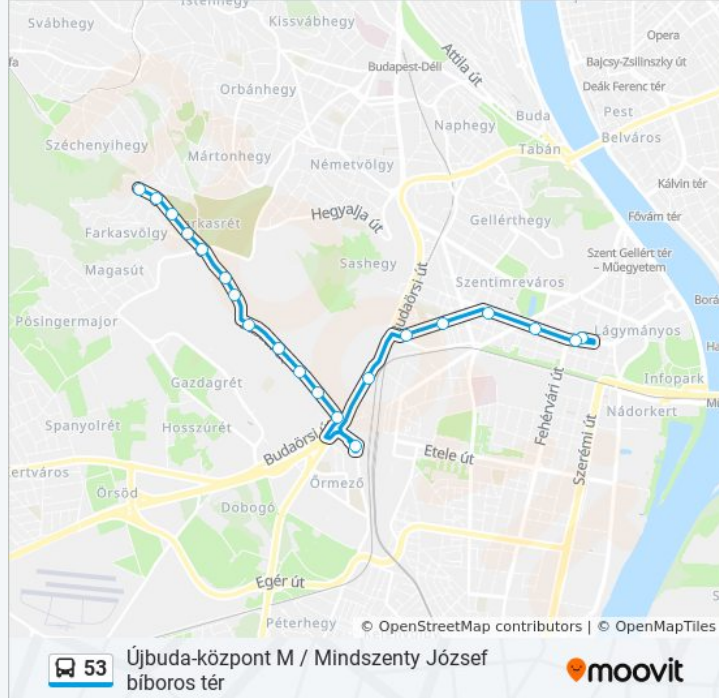 Svábhegy
Istenhegy
Kissvábhegy
Opera
Attila út
Bajcsy-Zsilinszky út
Budapest-Déli
Deák Ferenc tér
Orbánhegy
Buda
Pest
Naphegy
Belváros
Széchenyihegy
Tabán
Mártonhegy
Németvölgy
Kálvin tér
Hegyalja út
Fővám tér
Farkasvölgy
Gellérthegy
Magasút
Sashegy
Szent Gellért tér
– Műegyetem
Szentimreváros
Budaörsi út
Pösingermajor
Lágymányos
Gazdagrét
Infopark
Fehérvári út
Nádorkert
Spanyolrét
Hosszúrét
Szerémi út
Budaörsi út
Etele út
Őrmező
Örsöd
Dobogó
Egér út
Péterhegy
© OpenStreetMap contributors | © OpenMapTiles
53
Újbuda-központ M / Mindszenty József
bíboros tér
moovit